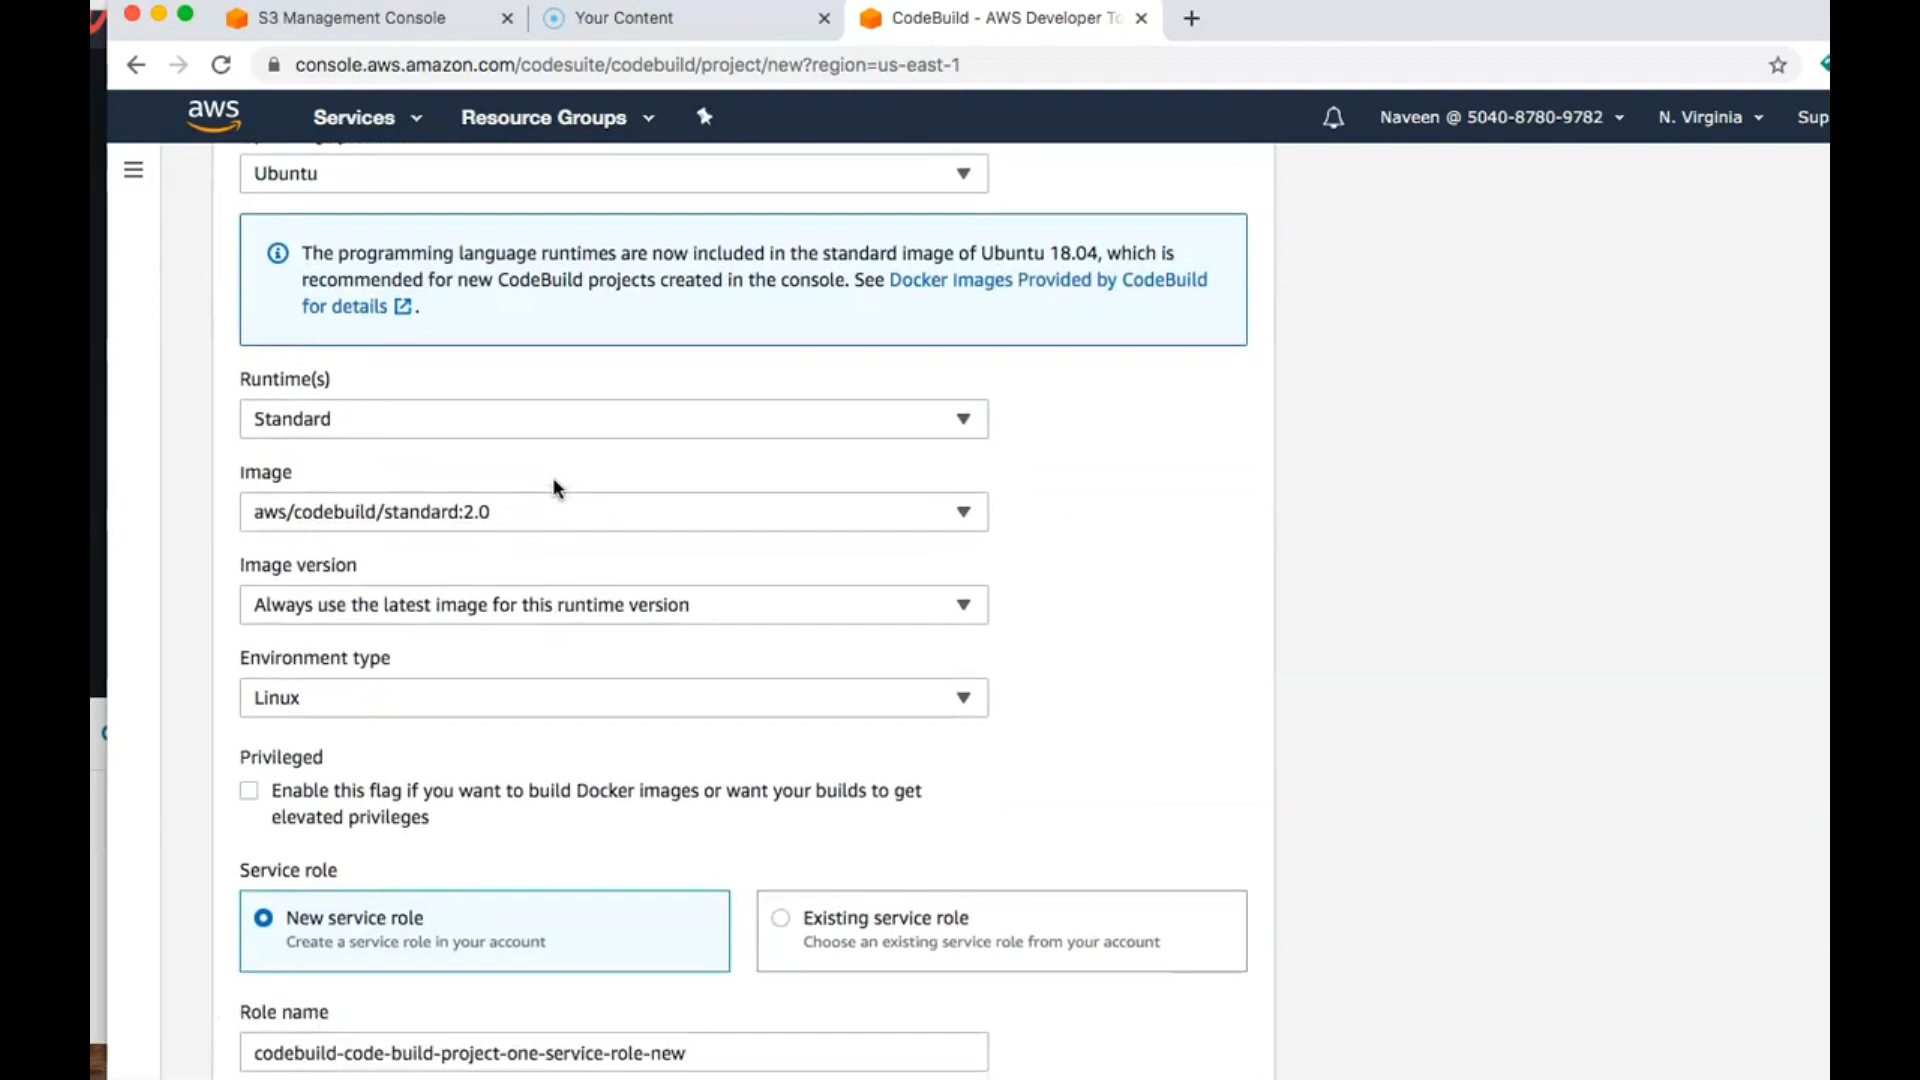 S3 Management Console
Your Content
CodeBuild - AWS Developer To
console.aws.amazon.com/codesuite/codebuild/project/new?region=us-east-1
aws
Services
Resource Groups
Naveen @ 5040-8780-9782
N. Virginia
Sup
Ubuntu
The programming language runtimes are now included in the standard image of Ubuntu 18.04, which is
recommended for new CodeBuild projects created in the console. See Docker Images Provided by CodeBuild
for details .
Runtime(s)
Standard
Image
aws/codebuild/standard:2.0
Image version
Always use the latest image for this runtime version
Environment type
Linux
Privileged
Enable this flag if you want to build Docker images or want your builds to get
elevated privileges
Service role
New service role
Create a service role in your account
Existing service role
Choose an existing service role from your account
Role name
codebuild-code-build-project-one-service-role-new